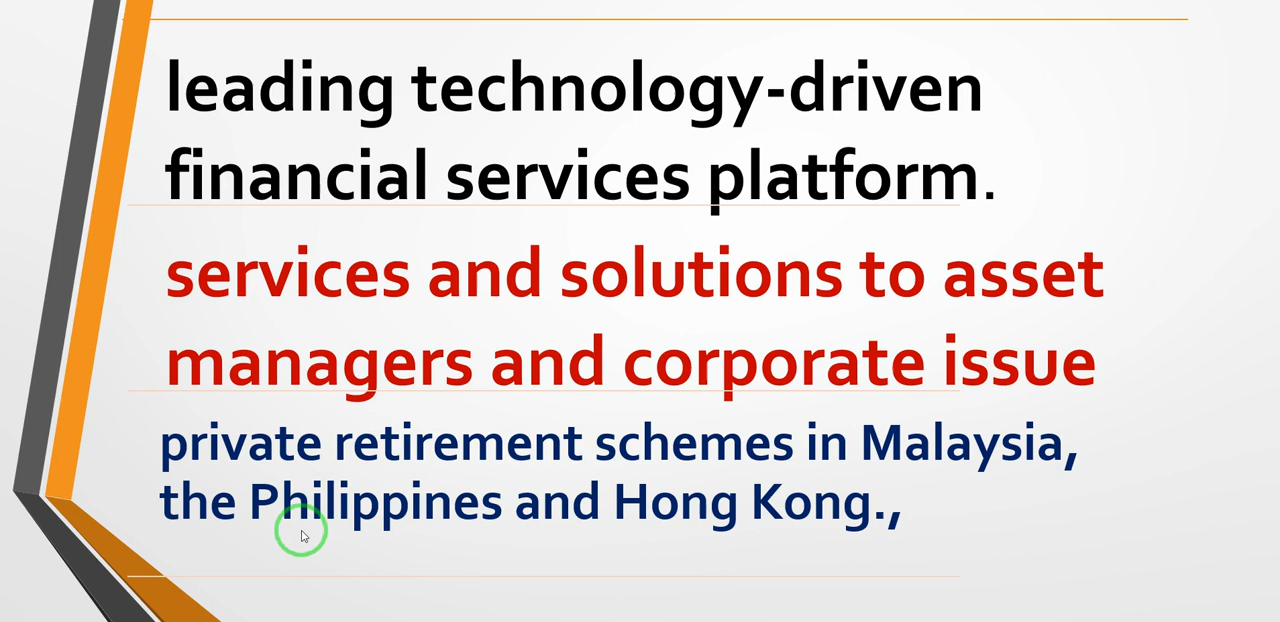 leading technology-driven
financial services platform.
services and solutions to asset
managers and corporate issue
private retirement schemes in Malaysia,
the Philippines and Hong Kong.,